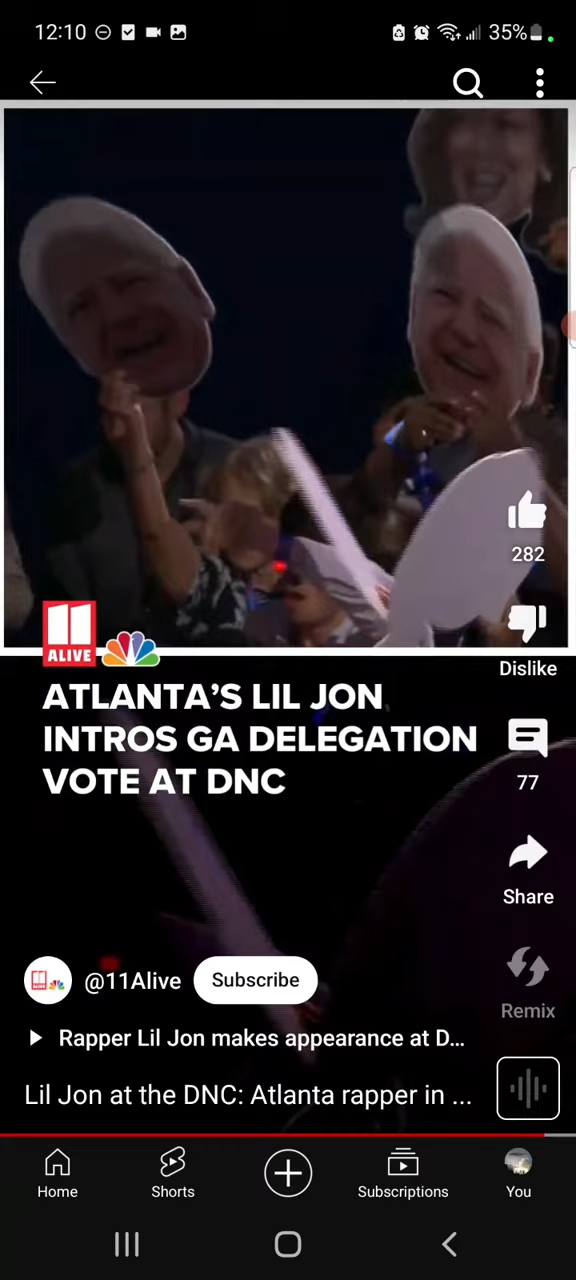 12:10
35%
282
Dislike
11
ALIVE
ATLANTA'S LIL JON
INTROS GA DELEGATION
VOTE AT DNC
77
Share
@11Alive
Subscribe
Remix
Rapper Lil Jon makes appearance at D...
Lil Jon at the DNC: Atlanta rapper in ...
Home
Shorts
Subscriptions
You